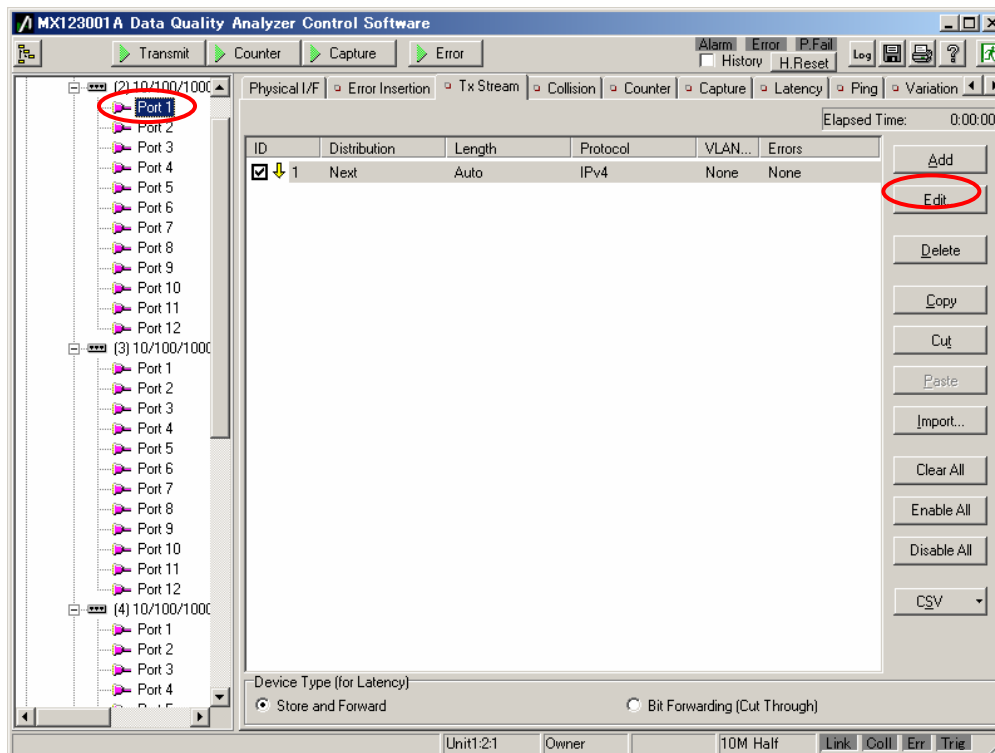 MX123001A Data Quality Analyzer Control Software
Transmit Counter Capture Error
Alarm Error P.Fail
History H.Reset
Log
Physical I/F Error Insertion Tx Stream Collision Counter Capture Latency Ping Variation
Elapsed Time: 0:00:00
(2) 10/100/1000
Port 1
Port 2
Port 3
Port 4
Port 5
Port 6
Port 7
Port 8
Port 9
Port 10
Port 11
Port 12
(3) 10/100/1000
Port 1
Port 2
Port 3
Port 4
Port 5
Port 6
Port 7
Port 8
Port 9
Port 10
Port 11
Port 12
(4) 10/100/1000
Port 1
Port 2
Port 3
Port 4
ID Distribution Length Protocol VLAN... Errors
1 Next Auto IPv4 None None
Add
Edit
Delete
Copy
Cut
Paste
Import...
Clear All
Enable All
Disable All
CSV
Device Type (for Latency)
Store and Forward Bit Forwarding (Cut Through)
Unit1:2:1 Owner 10M Half Link Coll Err Trig